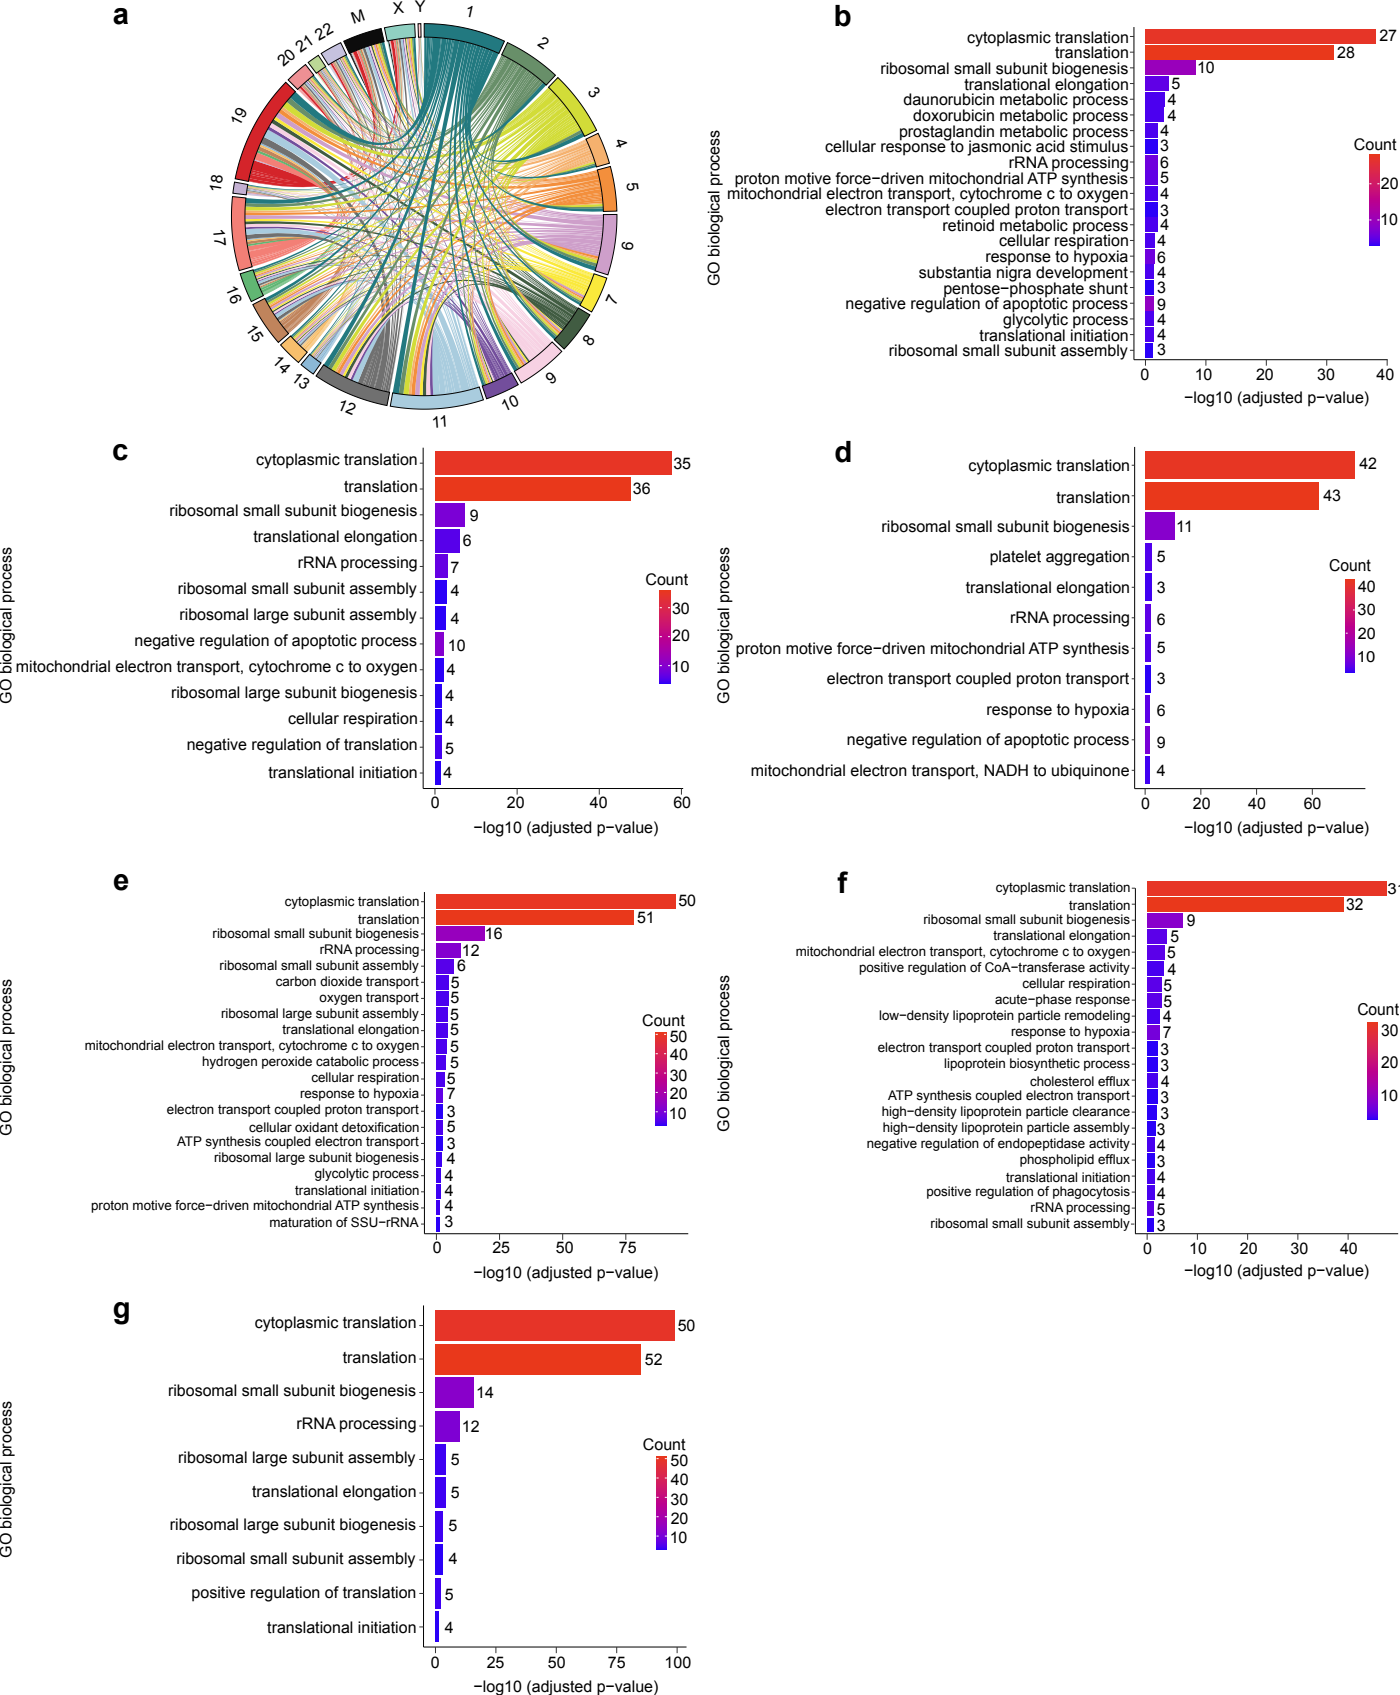 a
1
2
3
4
5
6
7
8
9
10
11
12
13
14
15
16
17
18
19
20
21
22
M
X
Y
b
GO biological process
cytoplasmic translation 27
translation 28
ribosomal small subunit biogenesis 10
translational elongation 5
daunorubicin metabolic process 4
doxorubicin metabolic process 4
prostaglandin metabolic process 4
cellular response to jasmonic acid stimulus 3
rRNA processing 6
proton motive force−driven mitochondrial ATP synthesis 5
mitochondrial electron transport, cytochrome c to oxygen 4
electron transport coupled proton transport 3
retinoid metabolic process 4
cellular respiration 4
response to hypoxia 6
substantia nigra development 4
pentose−phosphate shunt 3
negative regulation of apoptotic process 9
glycolytic process 4
translational initiation 4
ribosomal small subunit assembly 3
0 10 20 30 40
−log10 (adjusted p−value)
Count
20
10
c
GO biological process
cytoplasmic translation 35
translation 36
ribosomal small subunit biogenesis 9
translational elongation 6
rRNA processing 7
ribosomal small subunit assembly 4
ribosomal large subunit assembly 4
negative regulation of apoptotic process 10
mitochondrial electron transport, cytochrome c to oxygen 4
ribosomal large subunit biogenesis 4
cellular respiration 4
negative regulation of translation 5
translational initiation 4
0 20 40 60
−log10 (adjusted p−value)
Count
30
20
10
d
GO biological process
cytoplasmic translation 42
translation 43
ribosomal small subunit biogenesis 11
platelet aggregation 5
translational elongation 3
rRNA processing 6
proton motive force−driven mitochondrial ATP synthesis 5
electron transport coupled proton transport 3
response to hypoxia 6
negative regulation of apoptotic process 9
mitochondrial electron transport, NADH to ubiquinone 4
0 20 40 60
−log10 (adjusted p−value)
Count
40
30
20
10
e
GO biological process
cytoplasmic translation 50
translation 51
ribosomal small subunit biogenesis 16
rRNA processing 12
ribosomal small subunit assembly 6
carbon dioxide transport 5
oxygen transport 5
ribosomal large subunit assembly 5
translational elongation 5
mitochondrial electron transport, cytochrome c to oxygen 5
hydrogen peroxide catabolic process 5
cellular respiration 5
response to hypoxia 7
electron transport coupled proton transport 3
cellular oxidant detoxification 5
ATP synthesis coupled electron transport 3
ribosomal large subunit biogenesis 4
glycolytic process 4
translational initiation 4
proton motive force−driven mitochondrial ATP synthesis 4
maturation of SSU−rRNA 3
0 25 50 75
−log10 (adjusted p−value)
Count
50
40
30
20
10
f
GO biological process
cytoplasmic translation 31
translation 32
ribosomal small subunit biogenesis 9
translational elongation 5
mitochondrial electron transport, cytochrome c to oxygen 5
positive regulation of CoA−transferase activity 4
cellular respiration 5
acute−phase response 5
low−density lipoprotein particle remodeling 4
response to hypoxia 7
electron transport coupled proton transport 3
lipoprotein biosynthetic process 3
cholesterol efflux 4
ATP synthesis coupled electron transport 3
high−density lipoprotein particle clearance 3
high−density lipoprotein particle assembly 3
negative regulation of endopeptidase activity 4
phospholipid efflux 3
translational initiation 4
positive regulation of phagocytosis 4
rRNA processing 5
ribosomal small subunit assembly 3
0 10 20 30 40
−log10 (adjusted p−value)
Count
30
20
10
g
GO biological process
cytoplasmic translation 50
translation 52
ribosomal small subunit biogenesis 14
rRNA processing 12
ribosomal large subunit assembly 5
translational elongation 5
ribosomal large subunit biogenesis 5
ribosomal small subunit assembly 4
positive regulation of translation 5
translational initiation 4
0 25 50 75 100
−log10 (adjusted p−value)
Count
50
40
30
20
10